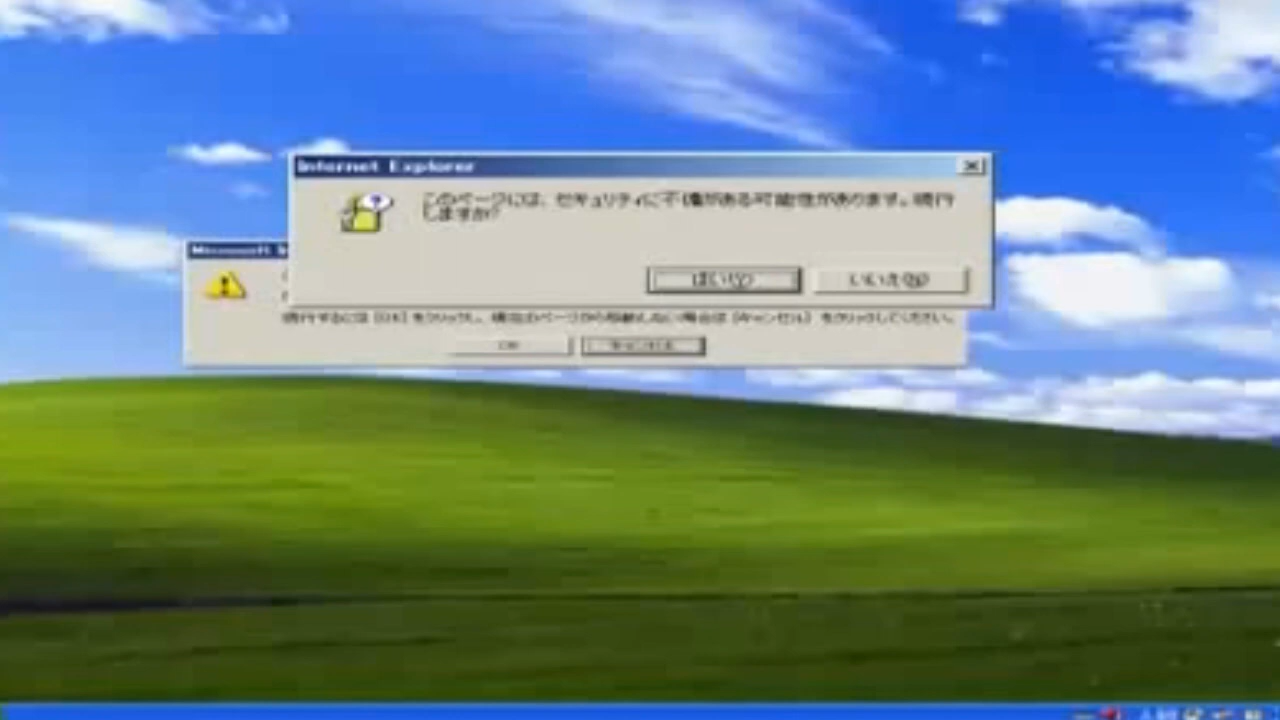 Internet Explorer
このページには、セキュリティに不備がある可能性があります。続行
しますか?
はい(Y) いいえ(N)
Microsoft
続行するには [OK] をクリックし、現在のページから移動しない場合は [キャンセル] をクリックしてください。
OK キャンセル